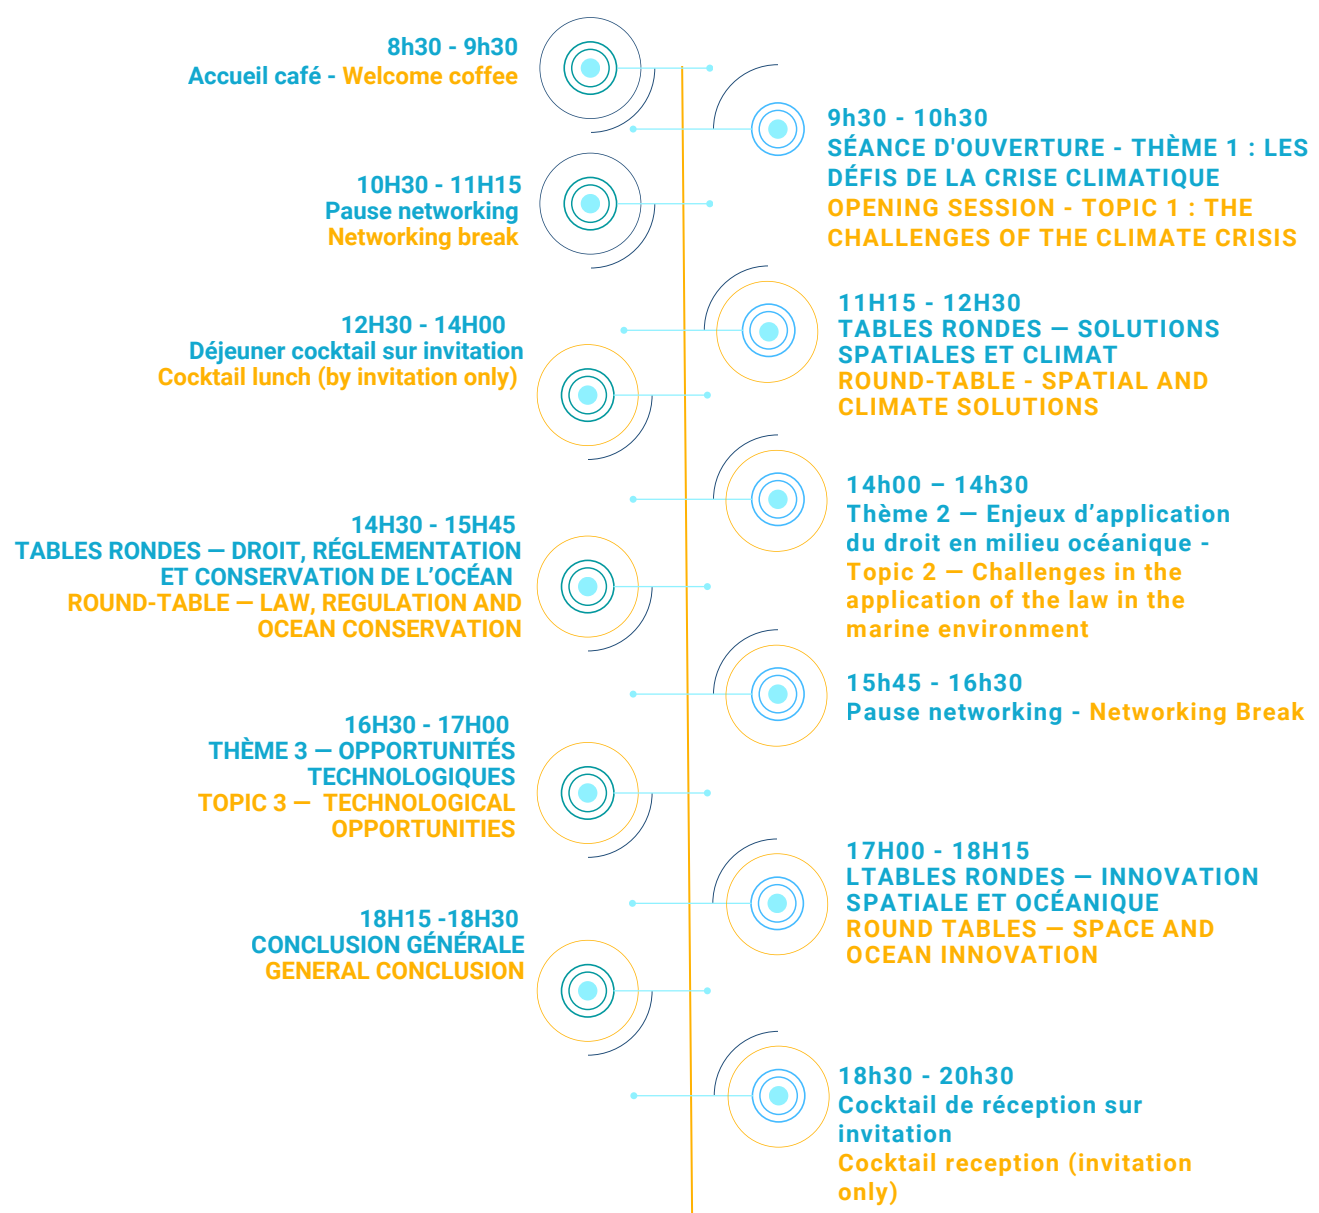 8h30 - 9h30
Accueil café - Welcome coffee
9h30 - 10h30
SÉANCE D'OUVERTURE - THÈME 1 : LES
DÉFIS DE LA CRISE CLIMATIQUE
OPENING SESSION - TOPIC 1 : THE
CHALLENGES OF THE CLIMATE CRISIS
10H30 - 11H15
Pause networking
Networking break
11H15 - 12H30
TABLES RONDES — SOLUTIONS
SPATIALES ET CLIMAT
ROUND-TABLE - SPATIAL AND
CLIMATE SOLUTIONS
12H30 - 14H00
Déjeuner cocktail sur invitation
Cocktail lunch (by invitation only)
14h00 – 14h30
Thème 2 — Enjeux d’application
du droit en milieu océanique -
Topic 2 — Challenges in the
application of the law in the
marine environment
14H30 - 15H45
TABLES RONDES — DROIT, RÉGLEMENTATION
ET CONSERVATION DE L’OCÉAN
ROUND-TABLE — LAW, REGULATION AND
OCEAN CONSERVATION
15h45 - 16h30
Pause networking - Networking Break
16H30 - 17H00
THÈME 3 — OPPORTUNITÉS
TECHNOLOGIQUES
TOPIC 3 — TECHNOLOGICAL
OPPORTUNITIES
17H00 - 18H15
LTABLES RONDES — INNOVATION
SPATIALE ET OCÉANIQUE
ROUND TABLES — SPACE AND
OCEAN INNOVATION
18H15 -18H30
CONCLUSION GÉNÉRALE
GENERAL CONCLUSION
18h30 - 20h30
Cocktail de réception sur
invitation
Cocktail reception (invitation
only)